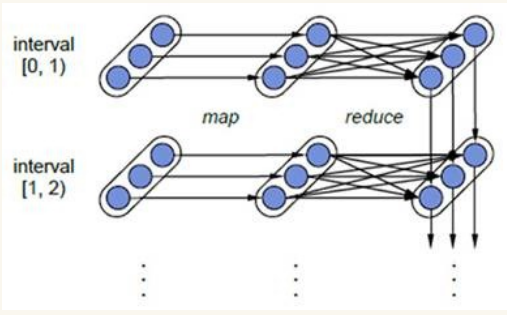 interval
[0, 1)
map
reduce
interval
[1, 2)